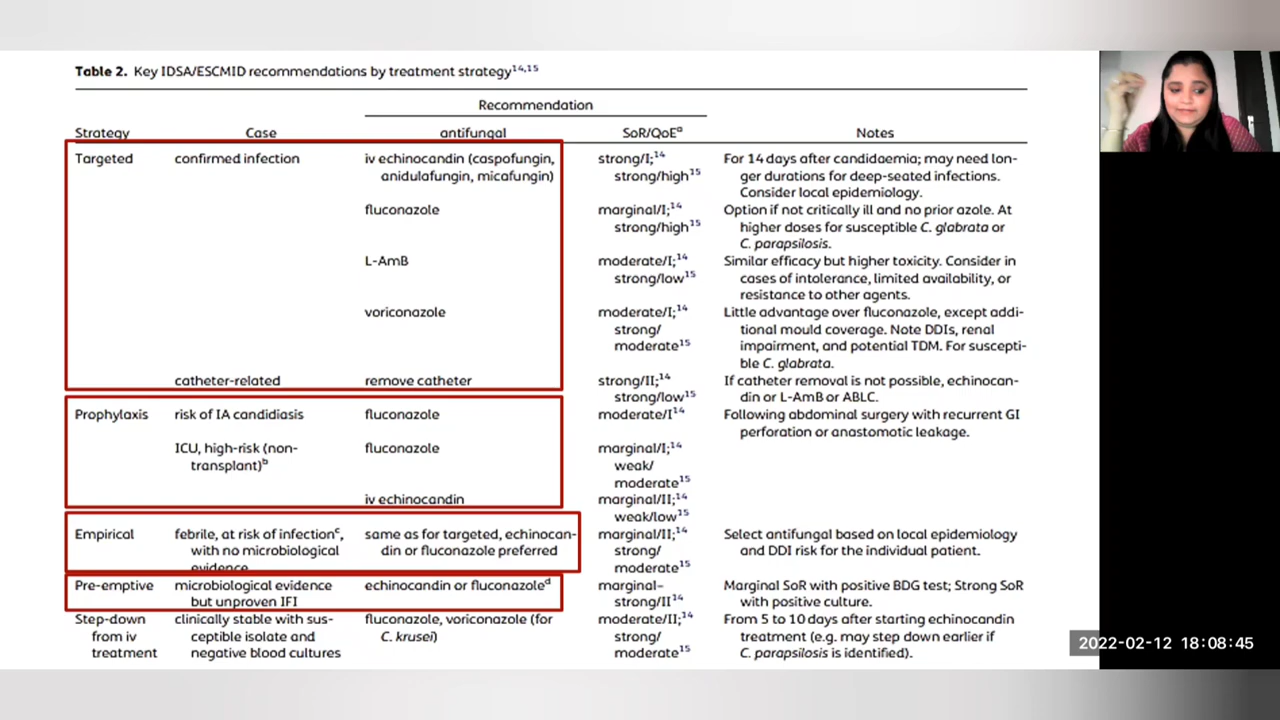 Table 2. Key IDSA/ESCMID recommendations by treatment strategy14,15
Recommendation
Strategy Case antifungal SoR/QoEa Notes
Targeted confirmed infection iv echinocandin (caspofungin, strong/I;14 For 14 days after candidaemia; may need lon-
anidulafungin, micafungin) strong/high15 ger durations for deep-seated infections.
Consider local epidemiology.
fluconazole marginal/I;14 Option if not critically ill and no prior azole. At
strong/high15 higher doses for susceptible C. glabrata or
C. parapsilosis.
L-AmB moderate/I;14 Similar efficacy but higher toxicity. Consider in
strong/low15 cases of intolerance, limited availability, or
resistance to other agents.
voriconazole moderate/I;14 Little advantage over fluconazole, except addi-
strong/ tional mould coverage. Note DDIs, renal
moderate15 impairment, and potential TDM. For suscepti-
ble C. glabrata.
catheter-related remove catheter strong/II;14 If catheter removal is not possible, echinocan-
strong/low15 din or L-AmB or ABLC.
Prophylaxis risk of IA candidiasis fluconazole moderate/I14 Following abdominal surgery with recurrent GI
perforation or anastomotic leakage.
ICU, high-risk (non- fluconazole marginal/I;14
transplant)b weak/
moderate15
iv echinocandin marginal/II;14
weak/low15
Empirical febrile, at risk of infectionc, same as for targeted, echinocan- marginal/II;14 Select antifungal based on local epidemiology
with no microbiological din or fluconazole preferred strong/ and DDI risk for the individual patient.
evidence moderate15
Pre-emptive microbiological evidence echinocandin or fluconazoled marginal– Marginal SoR with positive BDG test; Strong SoR
but unproven IFI strong/II14 with positive culture.
Step-down clinically stable with sus- fluconazole, voriconazole (for moderate/II;14 From 5 to 10 days after starting echinocandin
from iv ceptible isolate and C. krusei) strong/ treatment (e.g. may step down earlier if
treatment negative blood cultures moderate15 C. parapsilosis is identified).
2022-02-12 18:08:45